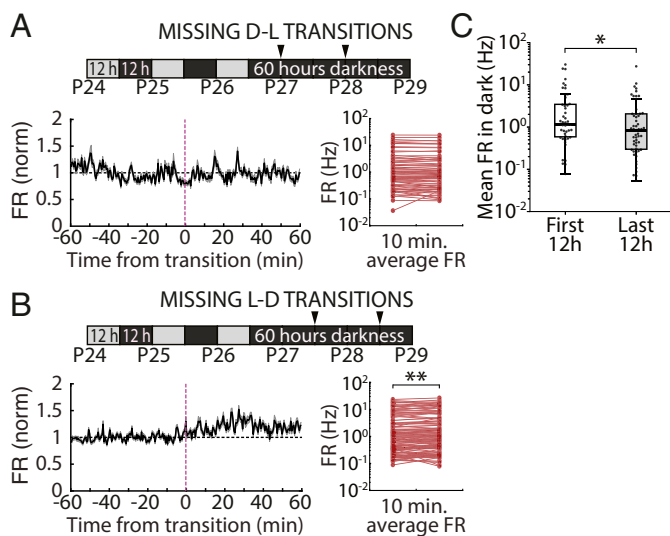 A
MISSING D-L TRANSITIONS
12 h 12 h 60 hours darkness
P24 P25 P26 P27 P28 P29
FR (norm)
2
1.5
1
0.5
0
-60 -40 -20 0 20 40 60
Time from transition (min)
FR (Hz)
10²
10¹
10⁰
10⁻¹
10⁻²
10 min.
average FR
B
MISSING L-D TRANSITIONS
12 h 12 h 60 hours darkness
P24 P25 P26 P27 P28 P29
FR (norm)
2
1.5
1
0.5
0
-60 -40 -20 0 20 40 60
Time from transition (min)
**
FR (Hz)
10²
10¹
10⁰
10⁻¹
10⁻²
10 min.
average FR
C
*
Mean FR in dark (Hz)
10²
10¹
10⁰
10⁻¹
10⁻²
First Last
12h 12h